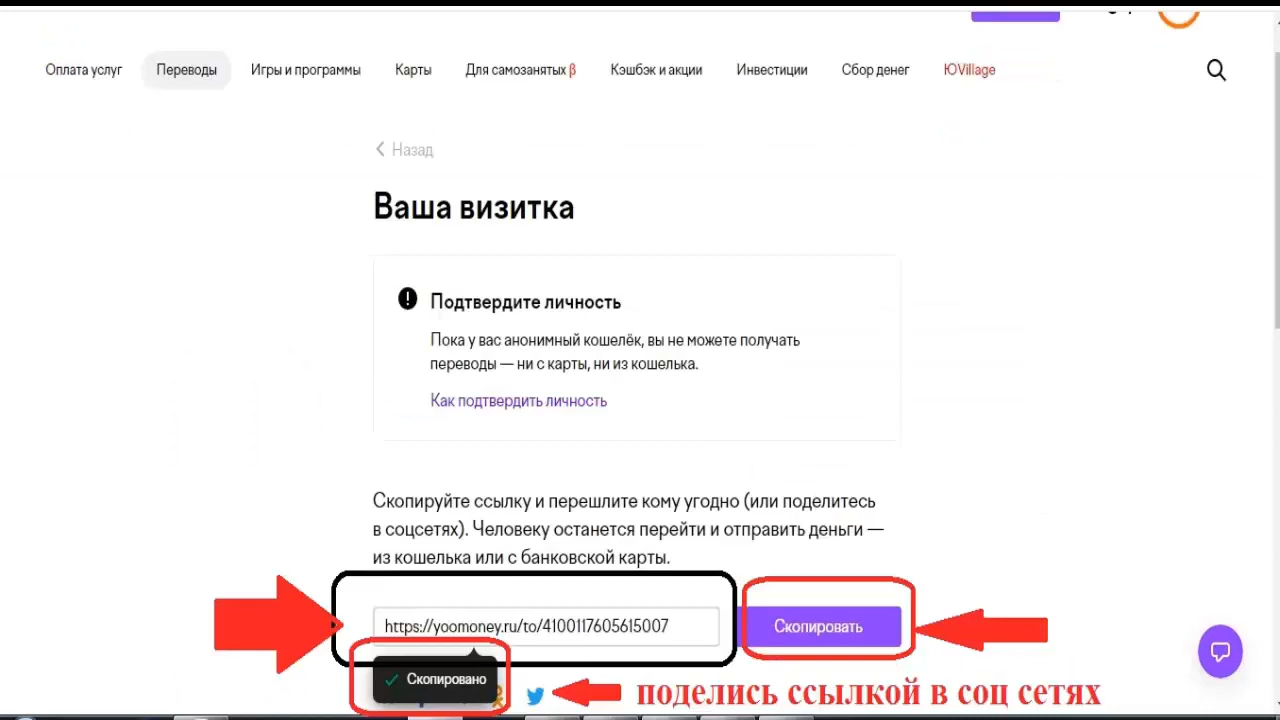 Оплата услуг Переводы Игры и программы Карты Для самозанятых β Кэшбэк и акции Инвестиции Сбор денег ЮVillage
Назад
Ваша визитка
Подтвердите личность
Пока у вас анонимный кошелёк, вы не можете получать
переводы — ни с карты, ни из кошелька.
Как подтвердить личность
Скопируйте ссылку и перешлите кому угодно (или поделитесь
в соцсетях). Человеку останется перейти и отправить деньги —
из кошелька или с банковской карты.
https://yoomoney.ru/to/4100117605615007 Скопировать
Скопировано
поделись ссылкой в соц сетях